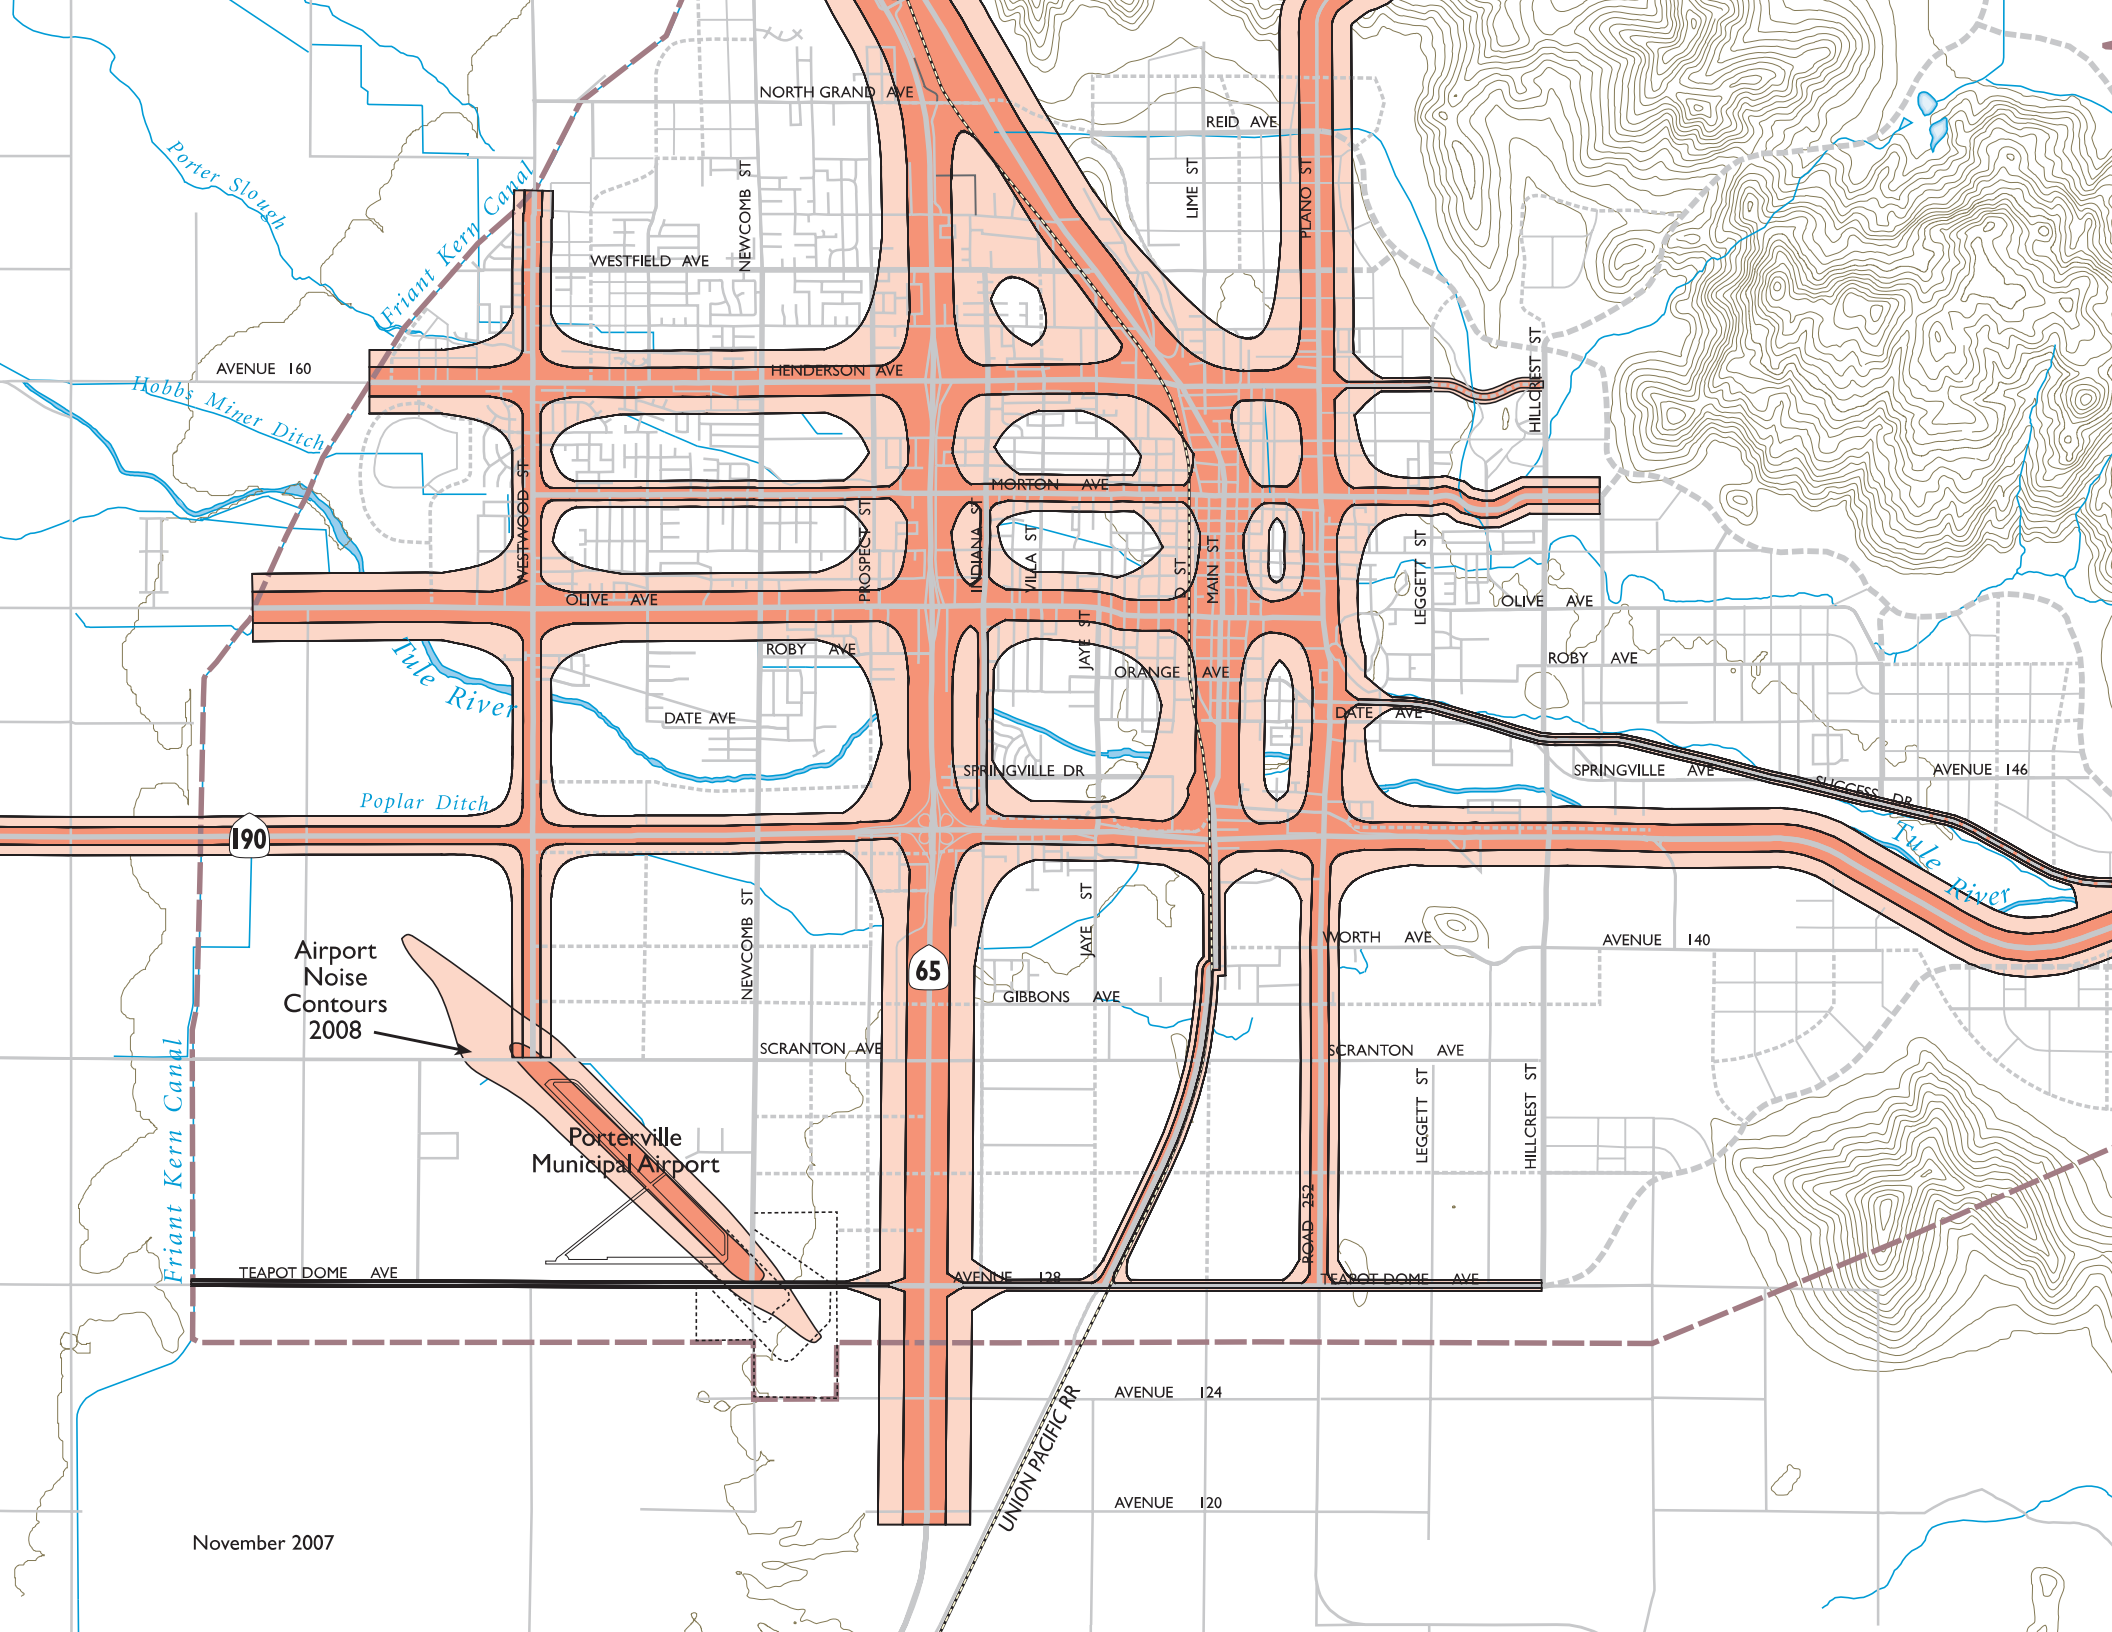 NORTH GRAND AVE
REID AVE
Porter Slough
NEWCOMB ST
LIME ST
PLANO ST
Friant Kern Canal
WESTFIELD AVE
AVENUE 160
HENDERSON AVE
HILLCREST ST
Hobbs Miner Ditch
MORTON AVE
WESTWOOD ST
PROSPECT ST
INDIANA ST
VILLA ST
D ST
MAIN ST
LEGGETT ST
OLIVE AVE
OLIVE AVE
Tule River
ROBY AVE
JAYE ST
ORANGE AVE
ROBY AVE
DATE AVE
DATE AVE
SPRINGVILLE DR
SPRINGVILLE AVE
AVENUE 146
SUCCESS DR
Poplar Ditch
190
Tule River
NEWCOMB ST
JAYE ST
WORTH AVE
AVENUE 140
Airport
Noise
Contours
2008
65
GIBBONS AVE
SCRANTON AVE
SCRANTON AVE
Friant Kern Canal
LEGGETT ST
HILLCREST ST
Porterville
Municipal Airport
ROAD 252
TEAPOT DOME AVE
AVENUE 128
TEAPOT DOME AVE
AVENUE 124
UNION PACIFIC RR
AVENUE 120
November 2007